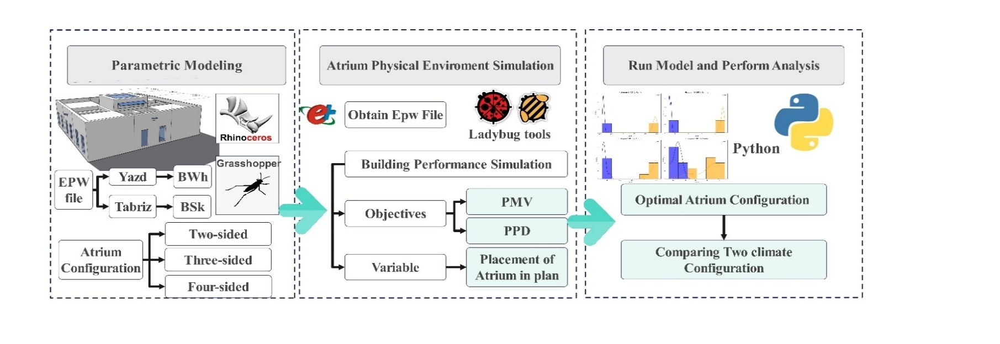 Parametric Modeling
Rhinoceros
Grasshopper
EPW
file
Yazd
BWh
Tabriz
BSk
Atrium
Configuration
Two-sided
Three-sided
Four-sided
Atrium Physical Enviroment Simulation
e+
Obtain Epw File
Ladybug tools
Building Performance Simulation
Objectives
PMV
PPD
Variable
Placement of
Atrium in plan
Run Model and Perform Analysis
Python
Optimal Atrium Configuration
Comparing Two climate
Configuration